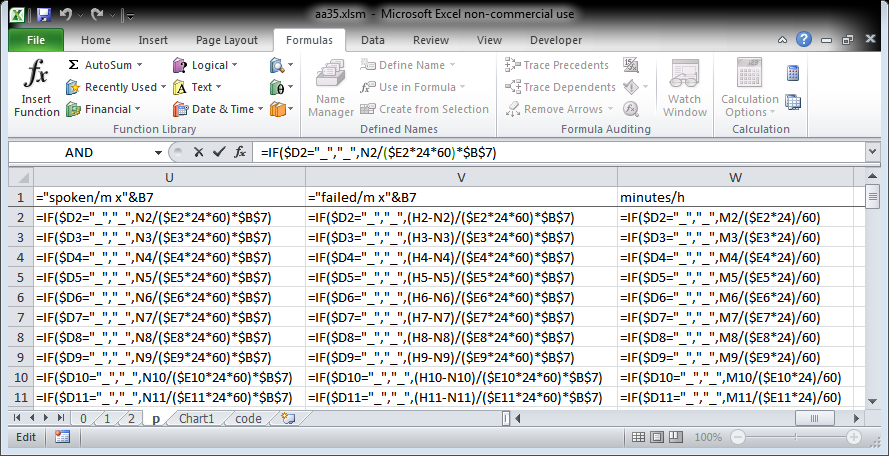 aa35.xlsm - Microsoft Excel non-commercial use
File Home Insert Page Layout Formulas Data Review View Developer
fx Insert Function
Σ AutoSum
Recently Used
Financial
Logical
A Text
Date & Time
Function Library
Name Manager
Define Name
fx Use in Formula
Create from Selection
Defined Names
Trace Precedents
Trace Dependents
Remove Arrows
Watch Window
Formula Auditing
Calculation Options
Calculation
AND fx =IF($D2="_","_",N2/($E2*24*60)*$B$7)
U V W
1 ="spoken/m x"&B7 ="failed/m x"&B7 minutes/h
2 =IF($D2="_","_",N2/($E2*24*60)*$B$7) =IF($D2="_","_",(H2-N2)/($E2*24*60)*$B$7) =IF($D2="_","_",M2/($E2*24)/60)
3 =IF($D3="_","_",N3/($E3*24*60)*$B$7) =IF($D3="_","_",(H3-N3)/($E3*24*60)*$B$7) =IF($D3="_","_",M3/($E3*24)/60)
4 =IF($D4="_","_",N4/($E4*24*60)*$B$7) =IF($D4="_","_",(H4-N4)/($E4*24*60)*$B$7) =IF($D4="_","_",M4/($E4*24)/60)
5 =IF($D5="_","_",N5/($E5*24*60)*$B$7) =IF($D5="_","_",(H5-N5)/($E5*24*60)*$B$7) =IF($D5="_","_",M5/($E5*24)/60)
6 =IF($D6="_","_",N6/($E6*24*60)*$B$7) =IF($D6="_","_",(H6-N6)/($E6*24*60)*$B$7) =IF($D6="_","_",M6/($E6*24)/60)
7 =IF($D7="_","_",N7/($E7*24*60)*$B$7) =IF($D7="_","_",(H7-N7)/($E7*24*60)*$B$7) =IF($D7="_","_",M7/($E7*24)/60)
8 =IF($D8="_","_",N8/($E8*24*60)*$B$7) =IF($D8="_","_",(H8-N8)/($E8*24*60)*$B$7) =IF($D8="_","_",M8/($E8*24)/60)
9 =IF($D9="_","_",N9/($E9*24*60)*$B$7) =IF($D9="_","_",(H9-N9)/($E9*24*60)*$B$7) =IF($D9="_","_",M9/($E9*24)/60)
10 =IF($D10="_","_",N10/($E10*24*60)*$B$7) =IF($D10="_","_",(H10-N10)/($E10*24*60)*$B$7) =IF($D10="_","_",M10/($E10*24)/60)
11 =IF($D11="_","_",N11/($E11*24*60)*$B$7) =IF($D11="_","_",(H11-N11)/($E11*24*60)*$B$7) =IF($D11="_","_",M11/($E11*24)/60)
0 1 2 p Chart1 code
Edit 100%